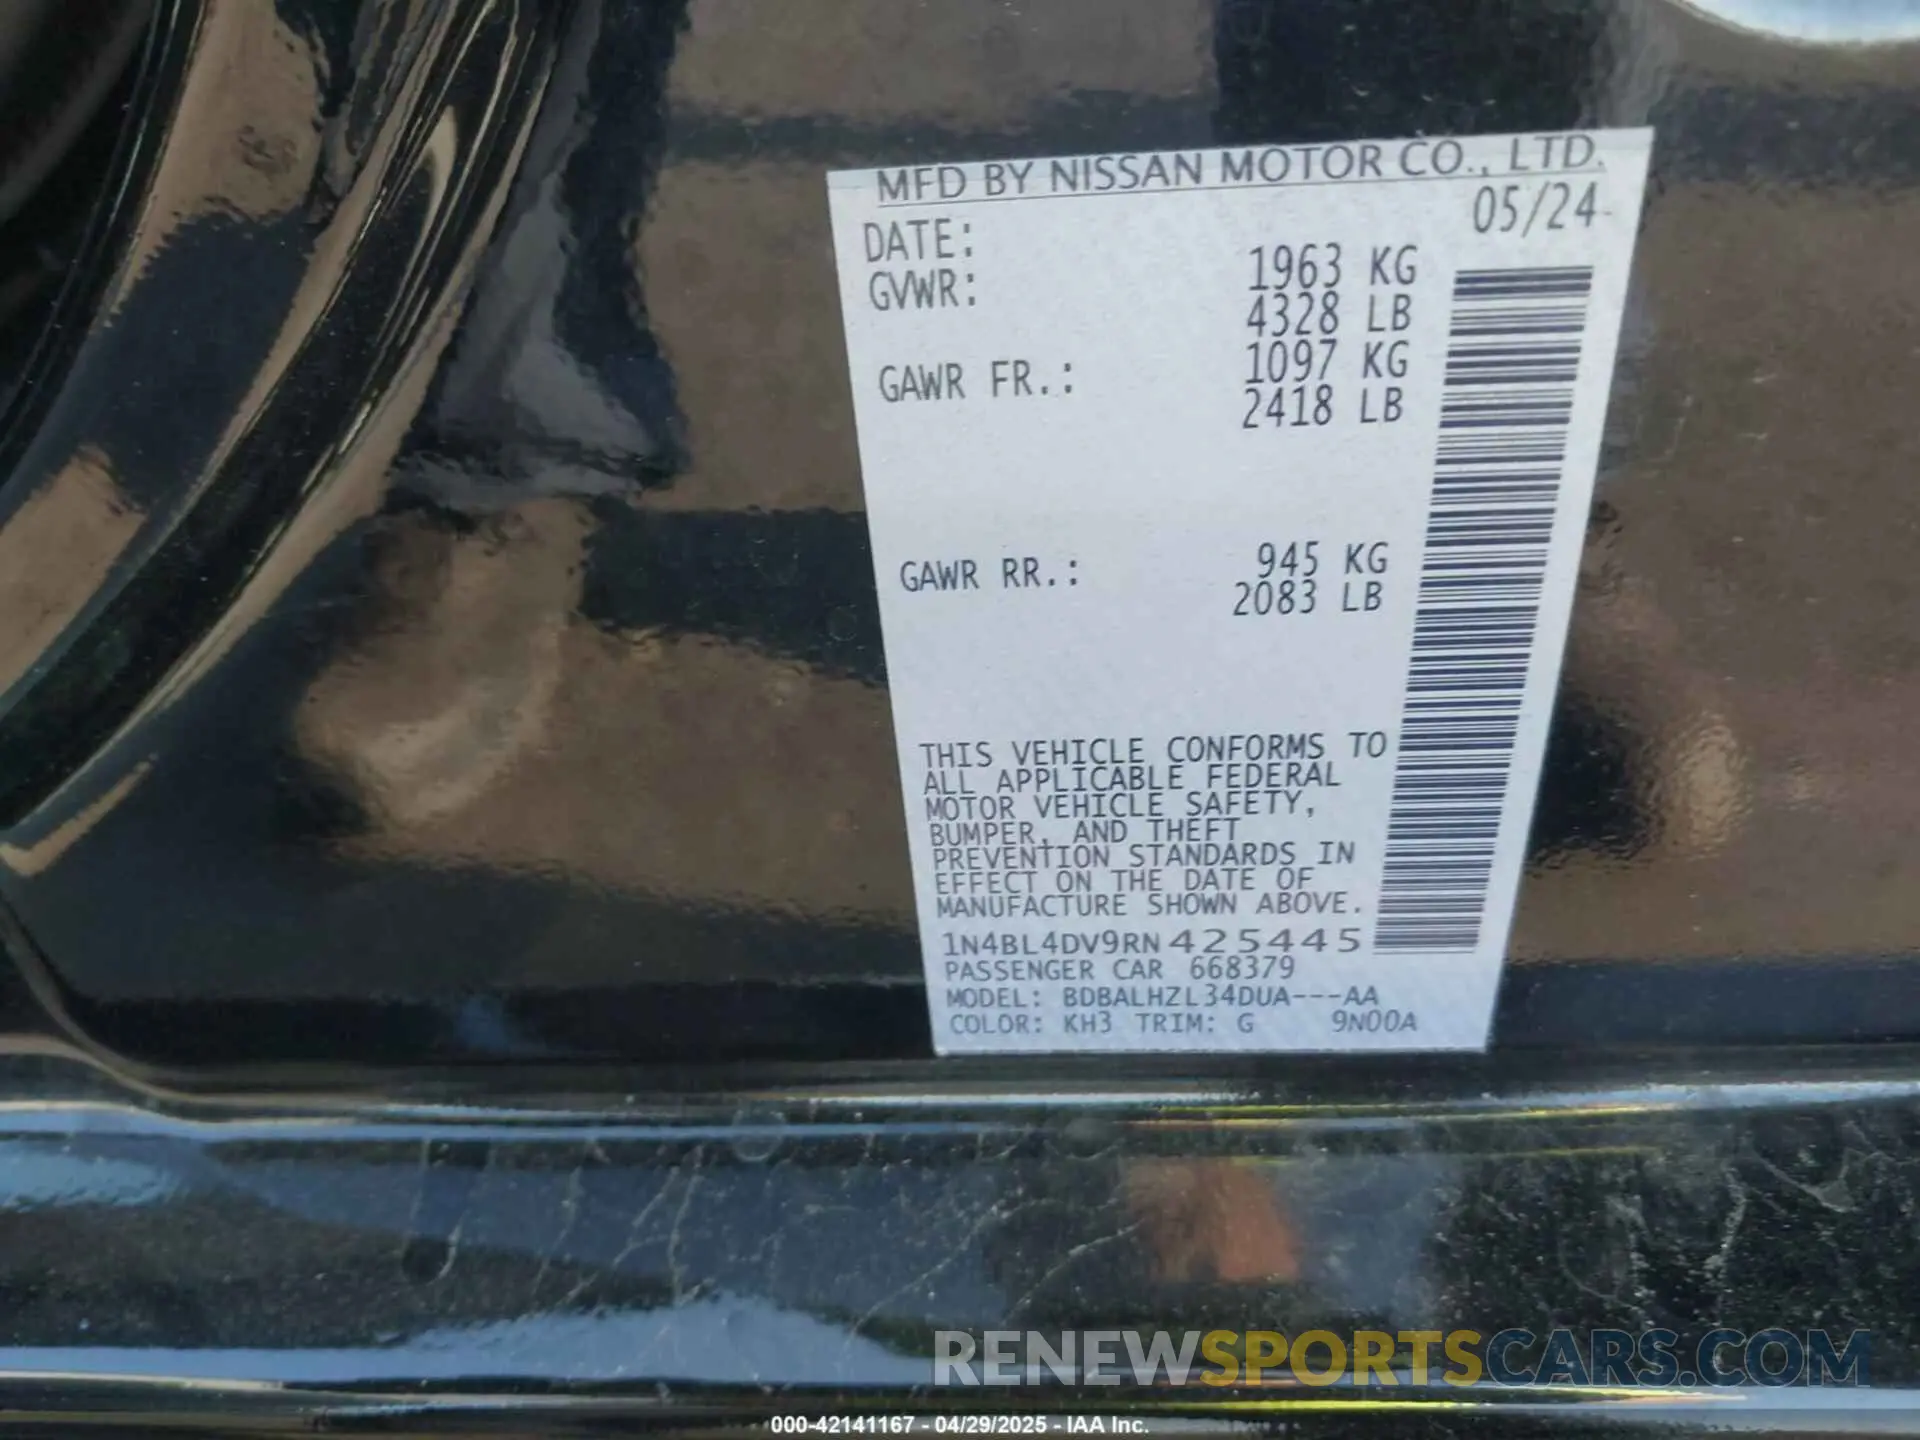 MFD BY NISSAN MOTOR CO., LTD.
DATE: 05/24
GVWR: 1963 KG
4328 LB
GAWR FR.: 1097 KG
2418 LB
GAWR RR.: 945 KG
2083 LB
THIS VEHICLE CONFORMS TO
ALL APPLICABLE FEDERAL
MOTOR VEHICLE SAFETY,
BUMPER, AND THEFT
PREVENTION STANDARDS IN
EFFECT ON THE DATE OF
MANUFACTURE SHOWN ABOVE.
1N4BL4DV9RN425445
PASSENGER CAR 668379
MODEL: BDBALHZL34DUA---AA
COLOR: KH3 TRIM: G 9N00A
RENEWSPORTSCARS.COM
000-42141167 - 04/29/2025 - IAA Inc.